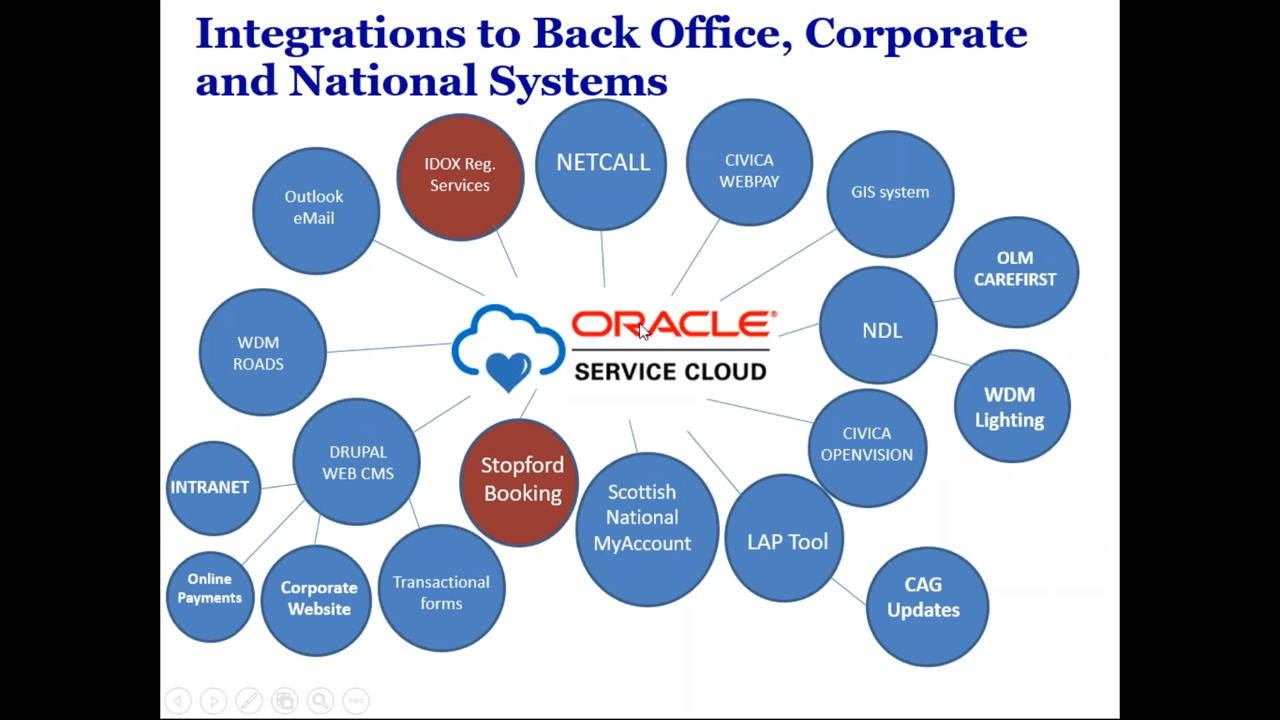 Integrations to Back Office, Corporate
and National Systems
Outlook
eMail
IDOX Reg.
Services
NETCALL
CIVICA
WEBPAY
GIS system
OLM
CAREFIRST
NDL
WDM
Lighting
CIVICA
OPENVISION
WDM
ROADS
ORACLE®
SERVICE CLOUD
DRUPAL
WEB CMS
INTRANET
Online
Payments
Corporate
Website
Transactional
forms
Stopford
Booking
Scottish
National
MyAccount
LAP Tool
CAG
Updates